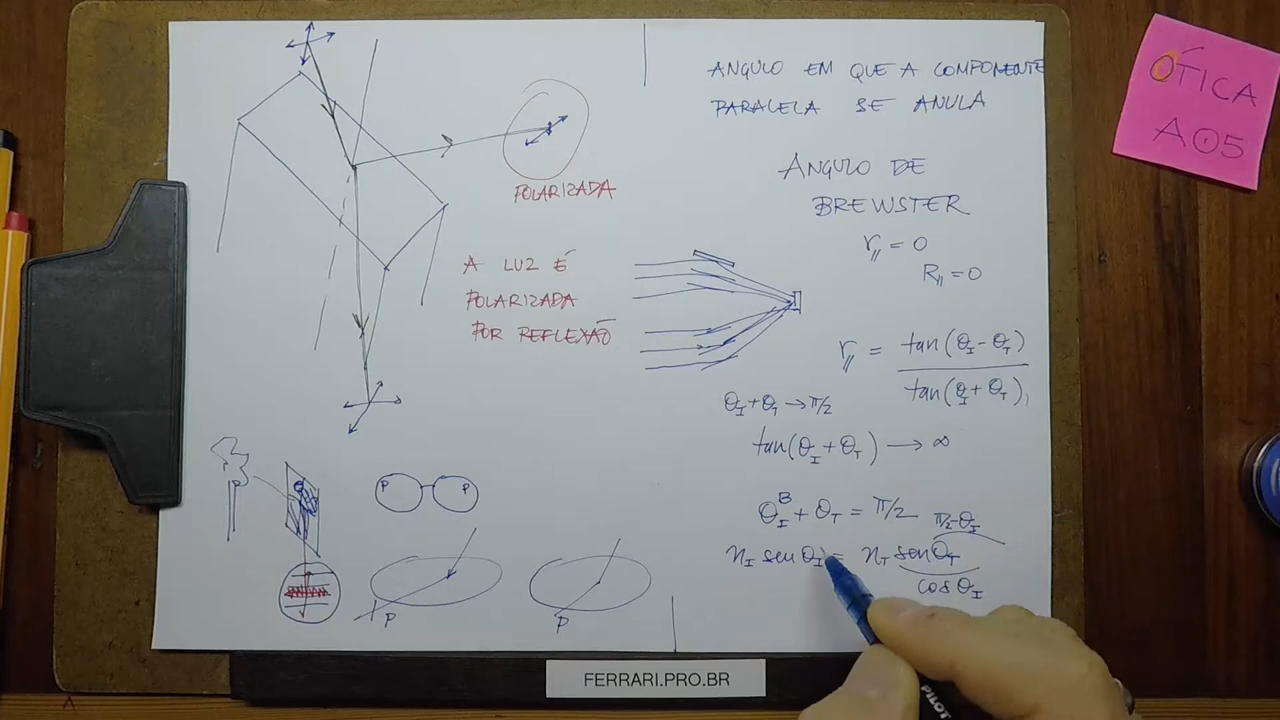 ÓTICA
A05
ANGULO EM QUE A COMPONENTE
PARALELA SE ANULA
ANGULO DE
BREWSTER
r∥ = 0
R∥ = 0
POLARIZADA
A LUZ É
POLARIZADA
POR REFLEXÃO
r∥ = tan(θI - θT) / tan(θI + θT)
θI + θT → π/2
tan(θI + θT) → ∞
θI^B + θT = π/2
π/2 - θI
nI sen θI = nT sen θT
cos θI
P P
P
P
FERRARI.PRO.BR
PILOT